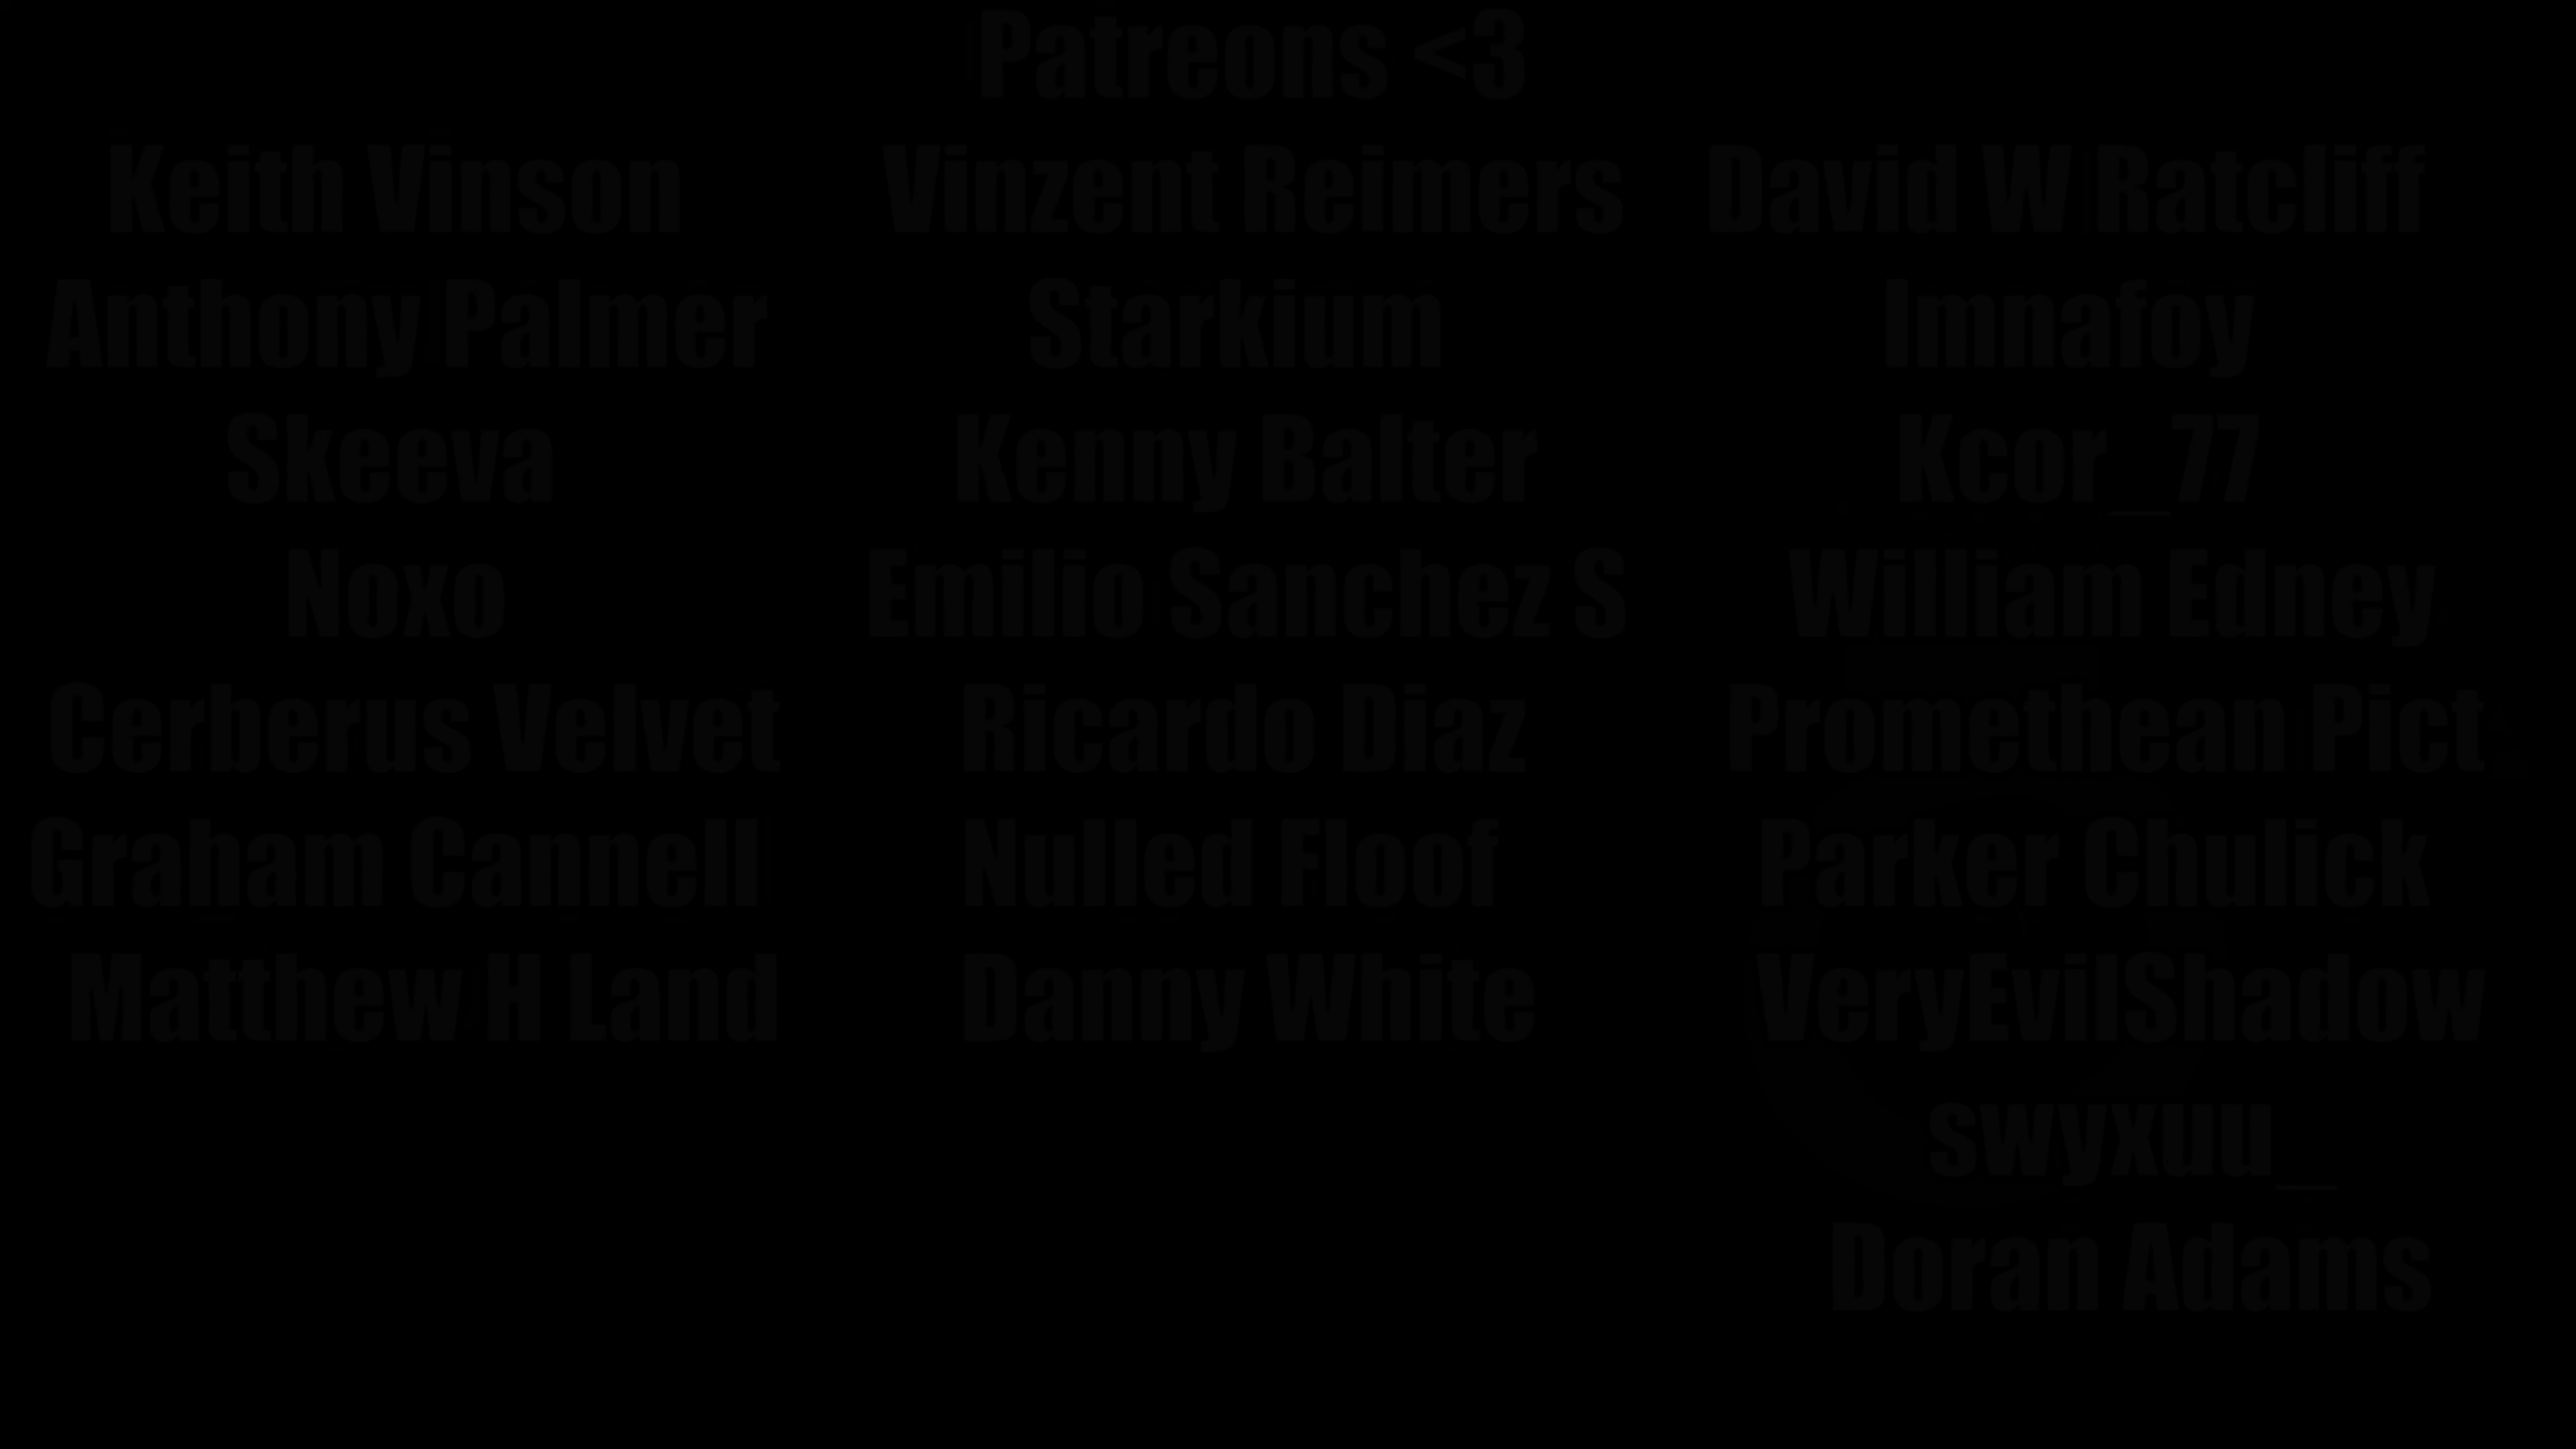 Patreons <3
Keith Vinson
Vinzent Reimers
David W Ratcliff
Anthony Palmer
Starkium
Imnafoy
Skeeva
Kenny Balter
Kcor_77
Noxo
Emilio Sanchez S
William Edney
Cerberus Velvet
Ricardo Diaz
Promethean Pict
Graham Cannell
Nulled Floof
Parker Chulick
Matthew H Land
Danny White
VeryEvilShadow
swyxuu_
Doran Adams